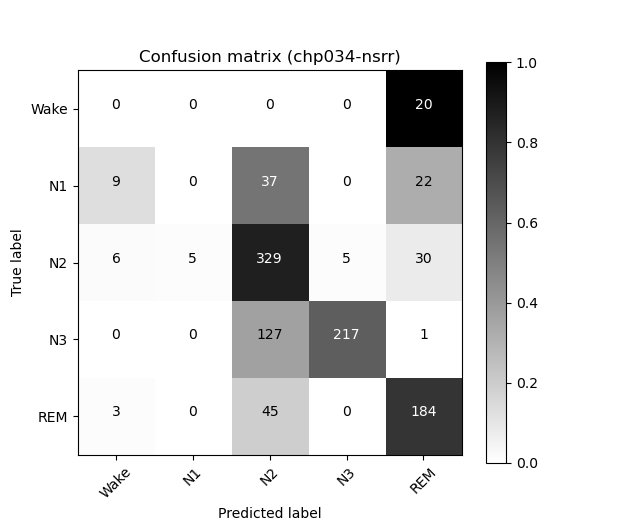 Confusion matrix (chp034-nsrr)
True label
Wake 0 0 0 0 20
N1 9 0 37 0 22
N2 6 5 329 5 30
N3 0 0 127 217 1
REM 3 0 45 0 184
Wake N1 N2 N3 REM
Predicted label
1.0
0.8
0.6
0.4
0.2
0.0